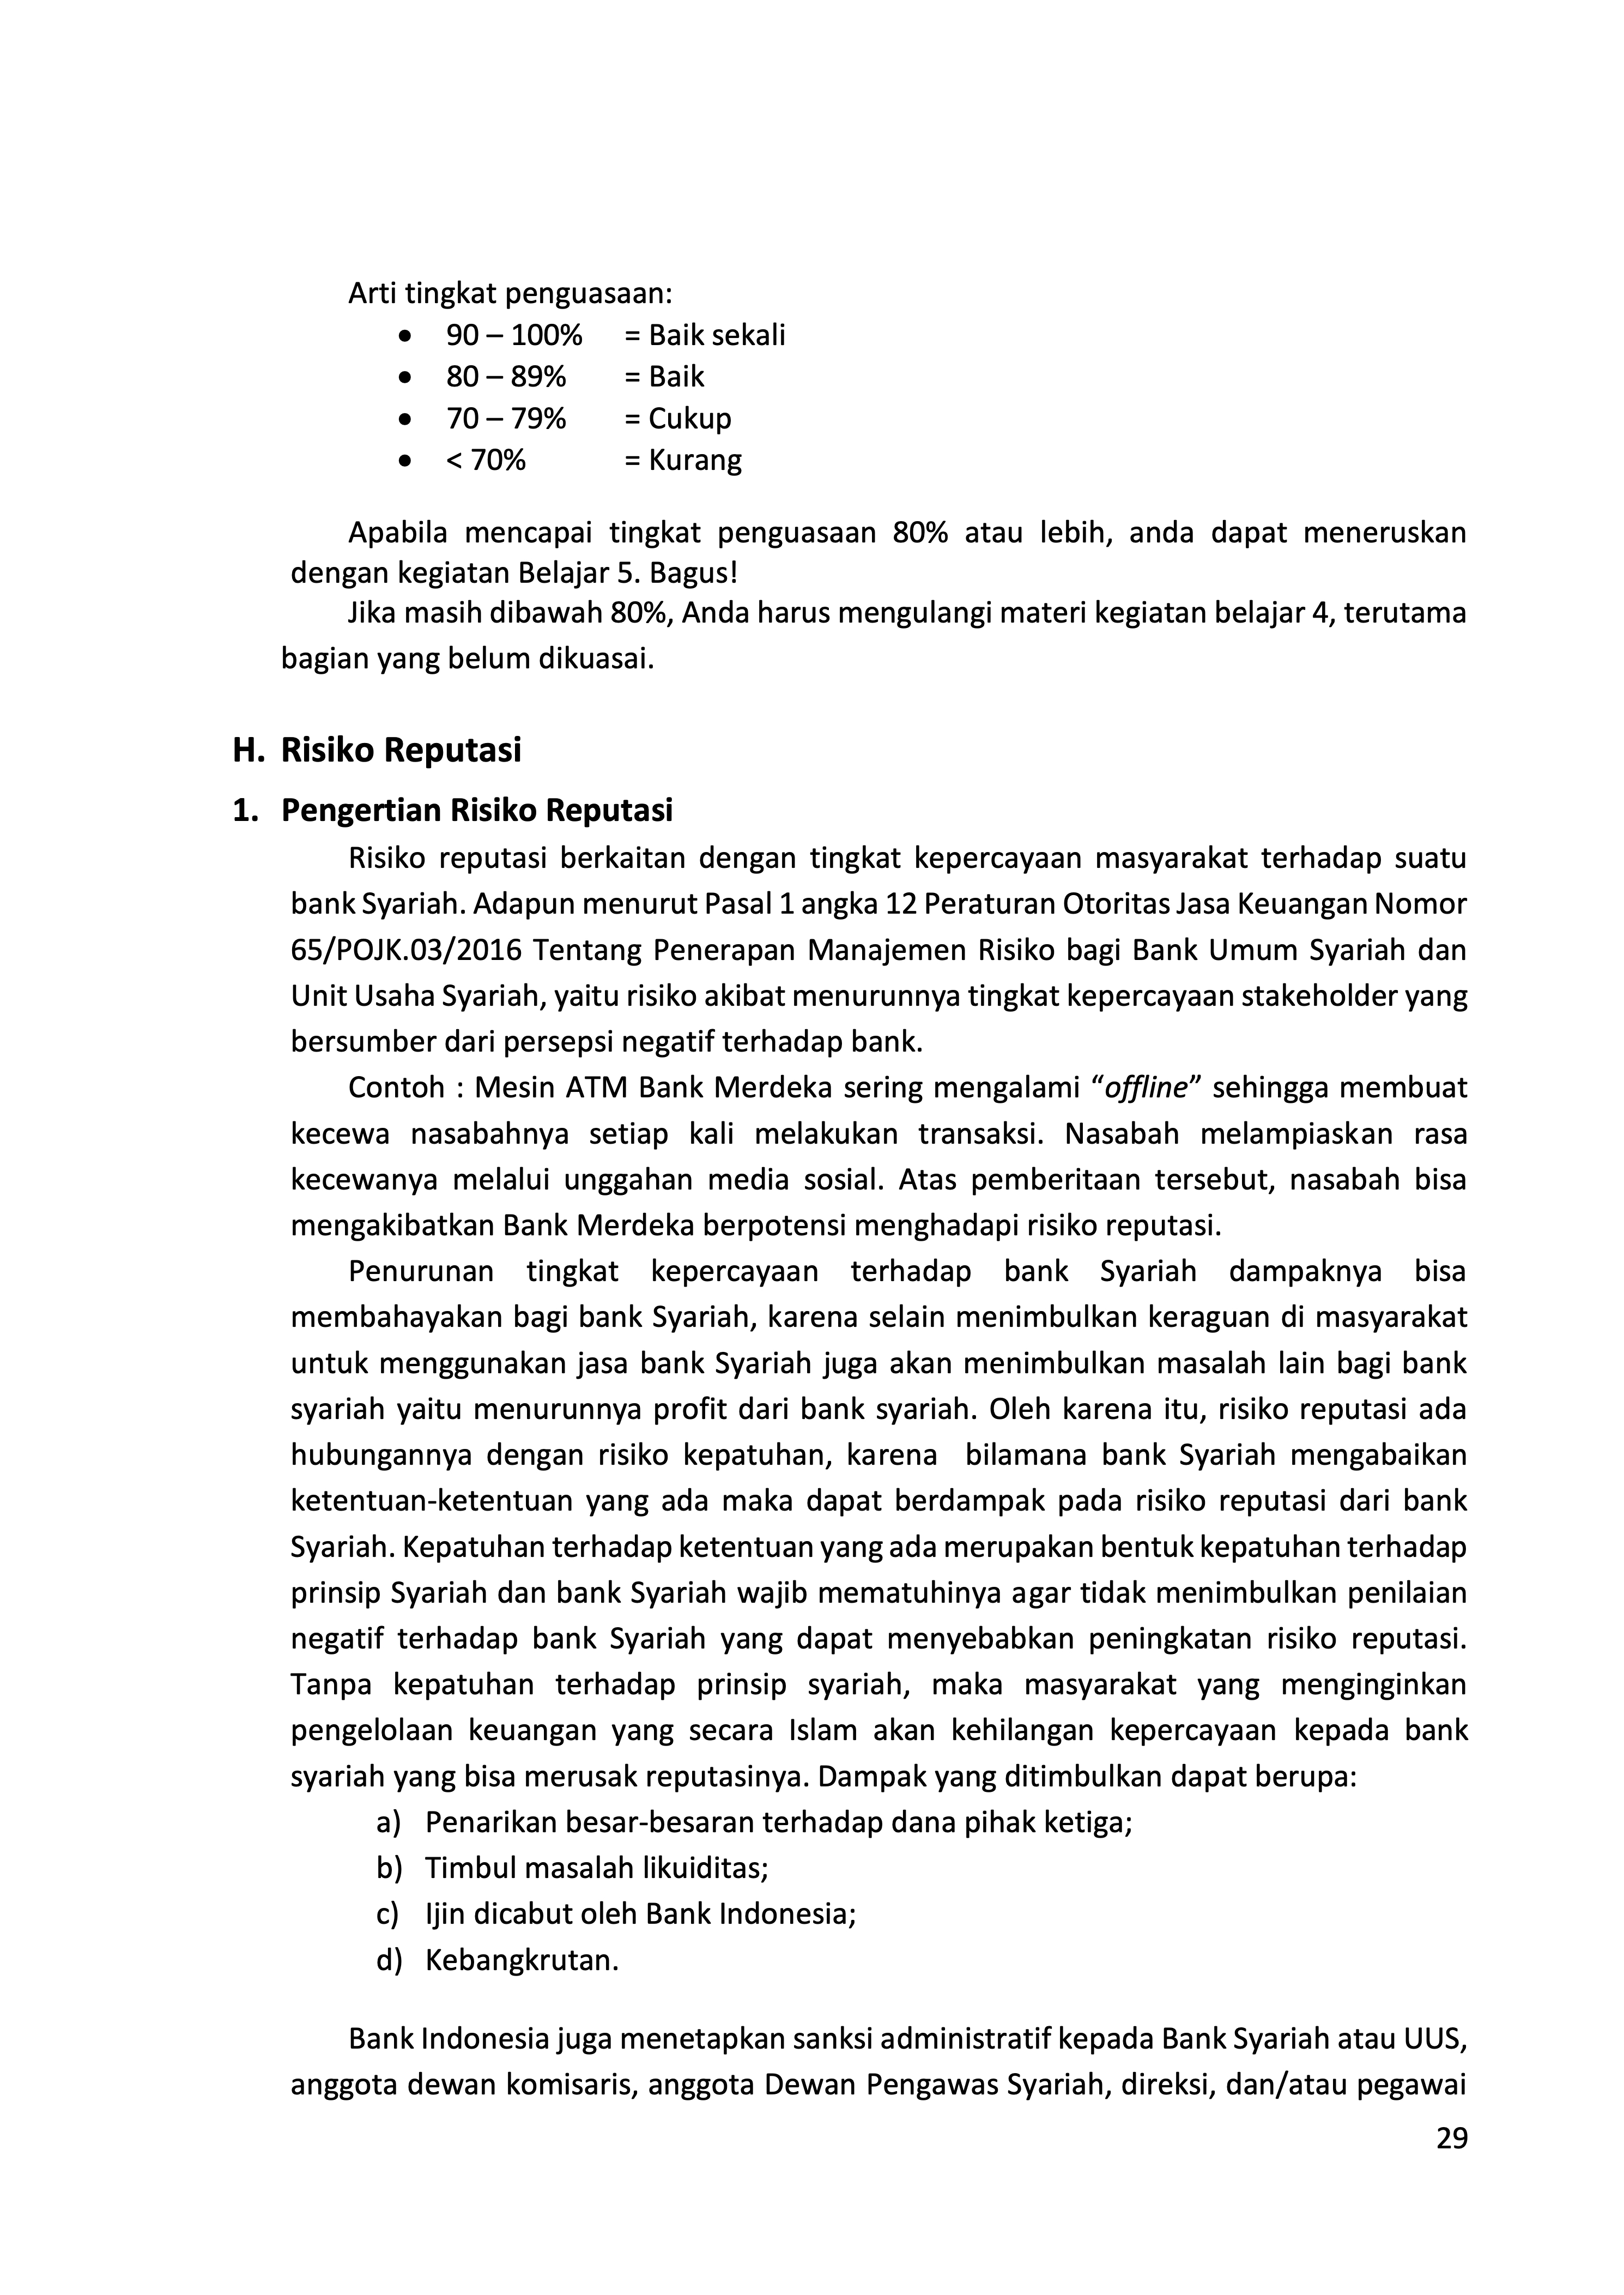 Arti tingkat penguasaan:
• 90 – 100% = Baik sekali
• 80 – 89% = Baik
• 70 – 79% = Cukup
• < 70% = Kurang
Apabila mencapai tingkat penguasaan 80% atau lebih, anda dapat meneruskan
dengan kegiatan Belajar 5. Bagus!
Jika masih dibawah 80%, Anda harus mengulangi materi kegiatan belajar 4, terutama
bagian yang belum dikuasai.
H. Risiko Reputasi
1. Pengertian Risiko Reputasi
Risiko reputasi berkaitan dengan tingkat kepercayaan masyarakat terhadap suatu
bank Syariah. Adapun menurut Pasal 1 angka 12 Peraturan Otoritas Jasa Keuangan Nomor
65/POJK.03/2016 Tentang Penerapan Manajemen Risiko bagi Bank Umum Syariah dan
Unit Usaha Syariah, yaitu risiko akibat menurunnya tingkat kepercayaan stakeholder yang
bersumber dari persepsi negatif terhadap bank.
Contoh : Mesin ATM Bank Merdeka sering mengalami “offline” sehingga membuat
kecewa nasabahnya setiap kali melakukan transaksi. Nasabah melampiaskan rasa
kecewanya melalui unggahan media sosial. Atas pemberitaan tersebut, nasabah bisa
mengakibatkan Bank Merdeka berpotensi menghadapi risiko reputasi.
Penurunan tingkat kepercayaan terhadap bank Syariah dampaknya bisa
membahayakan bagi bank Syariah, karena selain menimbulkan keraguan di masyarakat
untuk menggunakan jasa bank Syariah juga akan menimbulkan masalah lain bagi bank
syariah yaitu menurunnya profit dari bank syariah. Oleh karena itu, risiko reputasi ada
hubungannya dengan risiko kepatuhan, karena bilamana bank Syariah mengabaikan
ketentuan-ketentuan yang ada maka dapat berdampak pada risiko reputasi dari bank
Syariah. Kepatuhan terhadap ketentuan yang ada merupakan bentuk kepatuhan terhadap
prinsip Syariah dan bank Syariah wajib mematuhinya agar tidak menimbulkan penilaian
negatif terhadap bank Syariah yang dapat menyebabkan peningkatan risiko reputasi.
Tanpa kepatuhan terhadap prinsip syariah, maka masyarakat yang menginginkan
pengelolaan keuangan yang secara Islam akan kehilangan kepercayaan kepada bank
syariah yang bisa merusak reputasinya. Dampak yang ditimbulkan dapat berupa:
a) Penarikan besar-besaran terhadap dana pihak ketiga;
b) Timbul masalah likuiditas;
c) Ijin dicabut oleh Bank Indonesia;
d) Kebangkrutan.
Bank Indonesia juga menetapkan sanksi administratif kepada Bank Syariah atau UUS,
anggota dewan komisaris, anggota Dewan Pengawas Syariah, direksi, dan/atau pegawai
29